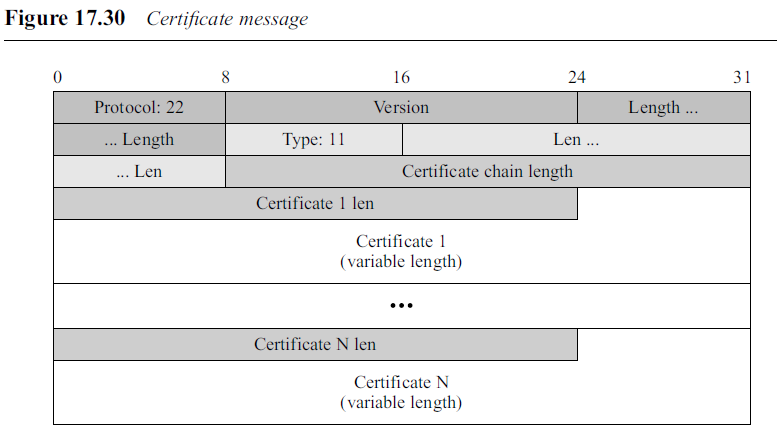 Figure 17.30 Certificate message
0 8 16 24 31
Protocol: 22 Version Length ...
... Length Type: 11 Len ...
... Len Certificate chain length
Certificate 1 len
Certificate 1
(variable length)
•••
Certificate N len
Certificate N
(variable length)